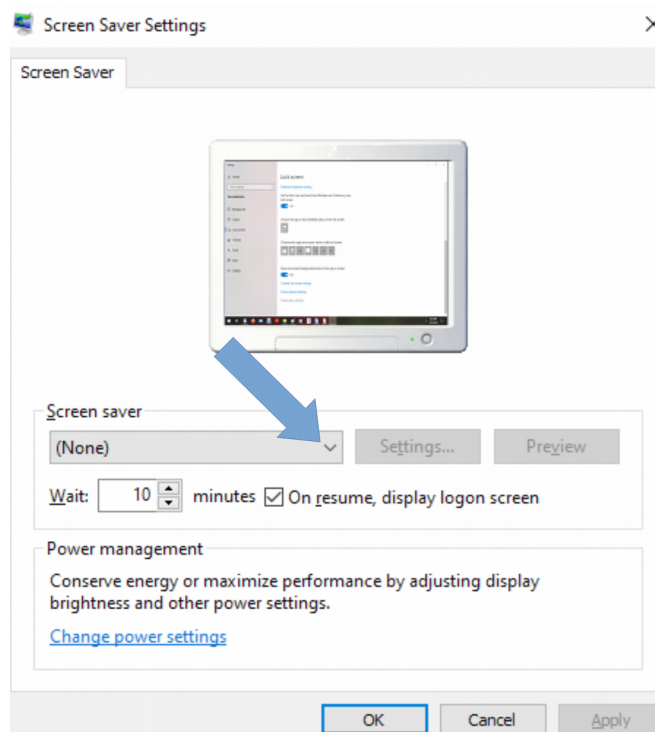 Screen Saver Settings
Screen Saver
Lock screen
Screen saver
(None)
Settings...
Preview
Wait: 10 minutes On resume, display logon screen
Power management
Conserve energy or maximize performance by adjusting display
brightness and other power settings.
Change power settings
OK Cancel Apply